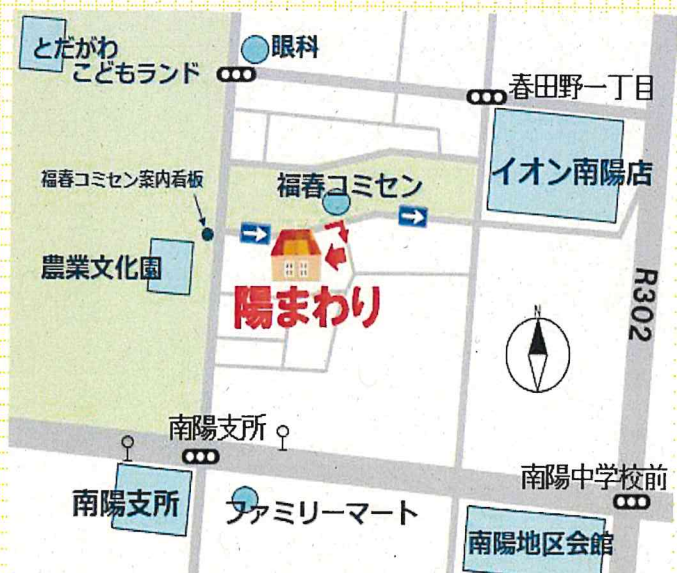 とだがわ
こどもランド
眼科
春田野一丁目
イオン南陽店
福春コミセン案内看板
福春コミセン
農業文化園
陽まわり
R302
N
南陽支所
南陽中学校前
南陽支所
ファミリーマート
南陽地区会館